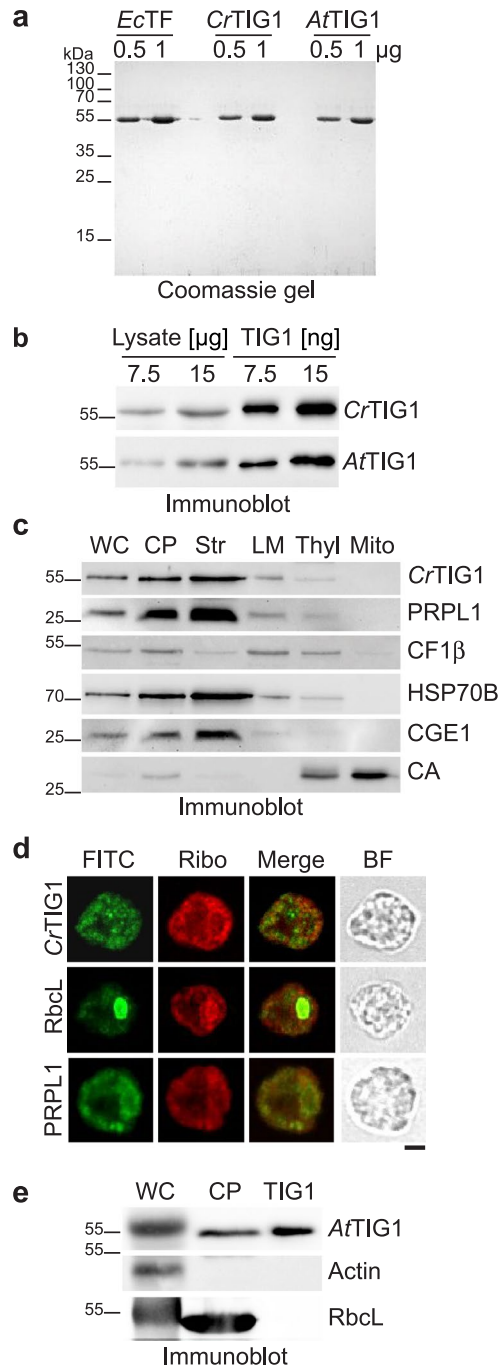 a
EcTF CrTIG1 AtTIG1
kDa 0.5 1 0.5 1 0.5 1 µg
130
100
70
55
35
25
15
Coomassie gel
b
Lysate [µg] TIG1 [ng]
7.5 15 7.5 15
55 CrTIG1
55 AtTIG1
Immunoblot
c
WC CP Str LM Thyl Mito
55 CrTIG1
25 PRPL1
55 CF1β
70 HSP70B
25 CGE1
25 CA
Immunoblot
d
FITC Ribo Merge BF
CrTIG1
RbcL
PRPL1
e
WC CP TIG1
55 AtTIG1
55 Actin
55 RbcL
Immunoblot